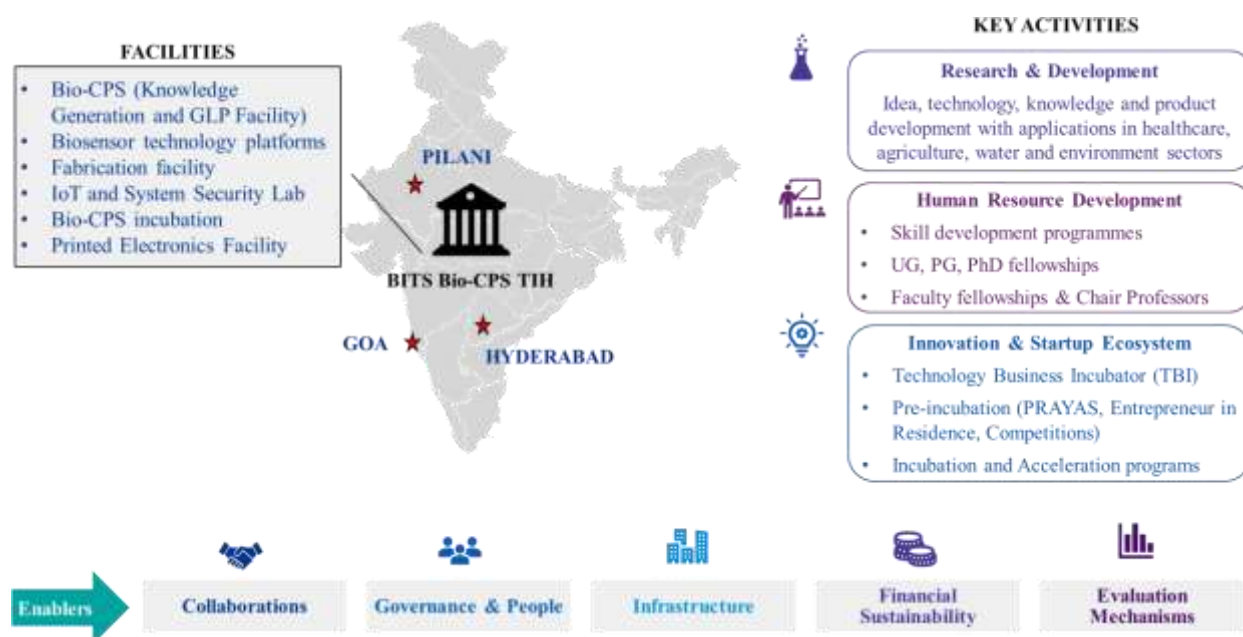 FACILITIES
• Bio-CPS (Knowledge
Generation and GLP Facility)
• Biosensor technology platforms
• Fabrication facility
• IoT and System Security Lab
• Bio-CPS incubation
• Printed Electronics Facility
PILANI
BITS Bio-CPS TIH
GOA
HYDERABAD
KEY ACTIVITIES
Research & Development
Idea, technology, knowledge and product
development with applications in healthcare,
agriculture, water and environment sectors
Human Resource Development
• Skill development programmes
• UG, PG, PhD fellowships
• Faculty fellowships & Chair Professors
Innovation & Startup Ecosystem
• Technology Business Incubator (TBI)
• Pre-incubation (PRAYAS, Entrepreneur in
Residence, Competitions)
• Incubation and Acceleration programs
Enablers
Collaborations
Governance & People
Infrastructure
Financial
Sustainability
Evaluation
Mechanisms